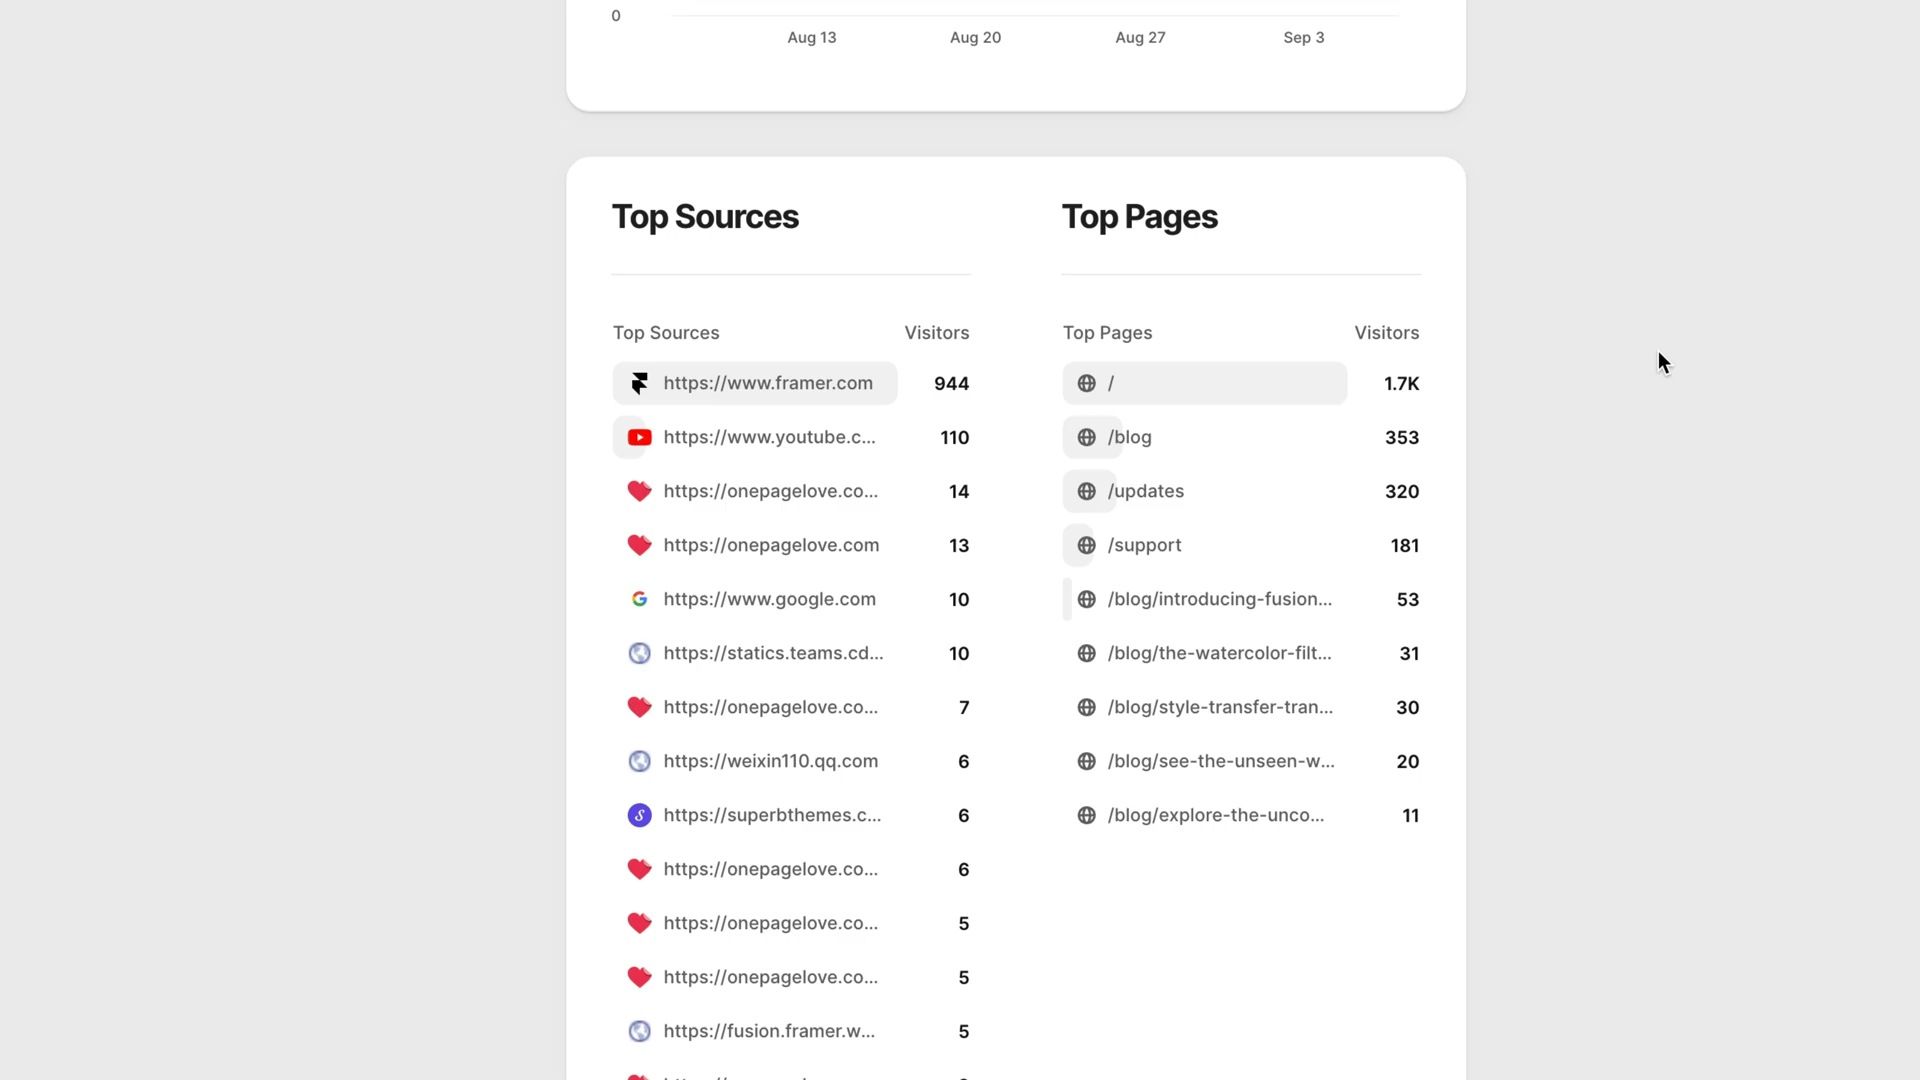 0
Aug 13 Aug 20 Aug 27 Sep 3
Top Sources
Top Sources Visitors
https://www.framer.com 944
https://www.youtube.c... 110
https://onepagelove.co... 14
https://onepagelove.com 13
https://www.google.com 10
https://statics.teams.cd... 10
https://onepagelove.co... 7
https://weixin110.qq.com 6
https://superbthemes.c... 6
https://onepagelove.co... 6
https://onepagelove.co... 5
https://onepagelove.co... 5
https://fusion.framer.w... 5
Top Pages
Top Pages Visitors
/ 1.7K
/blog 353
/updates 320
/support 181
/blog/introducing-fusion... 53
/blog/the-watercolor-filt... 31
/blog/style-transfer-tran... 30
/blog/see-the-unseen-w... 20
/blog/explore-the-unco... 11